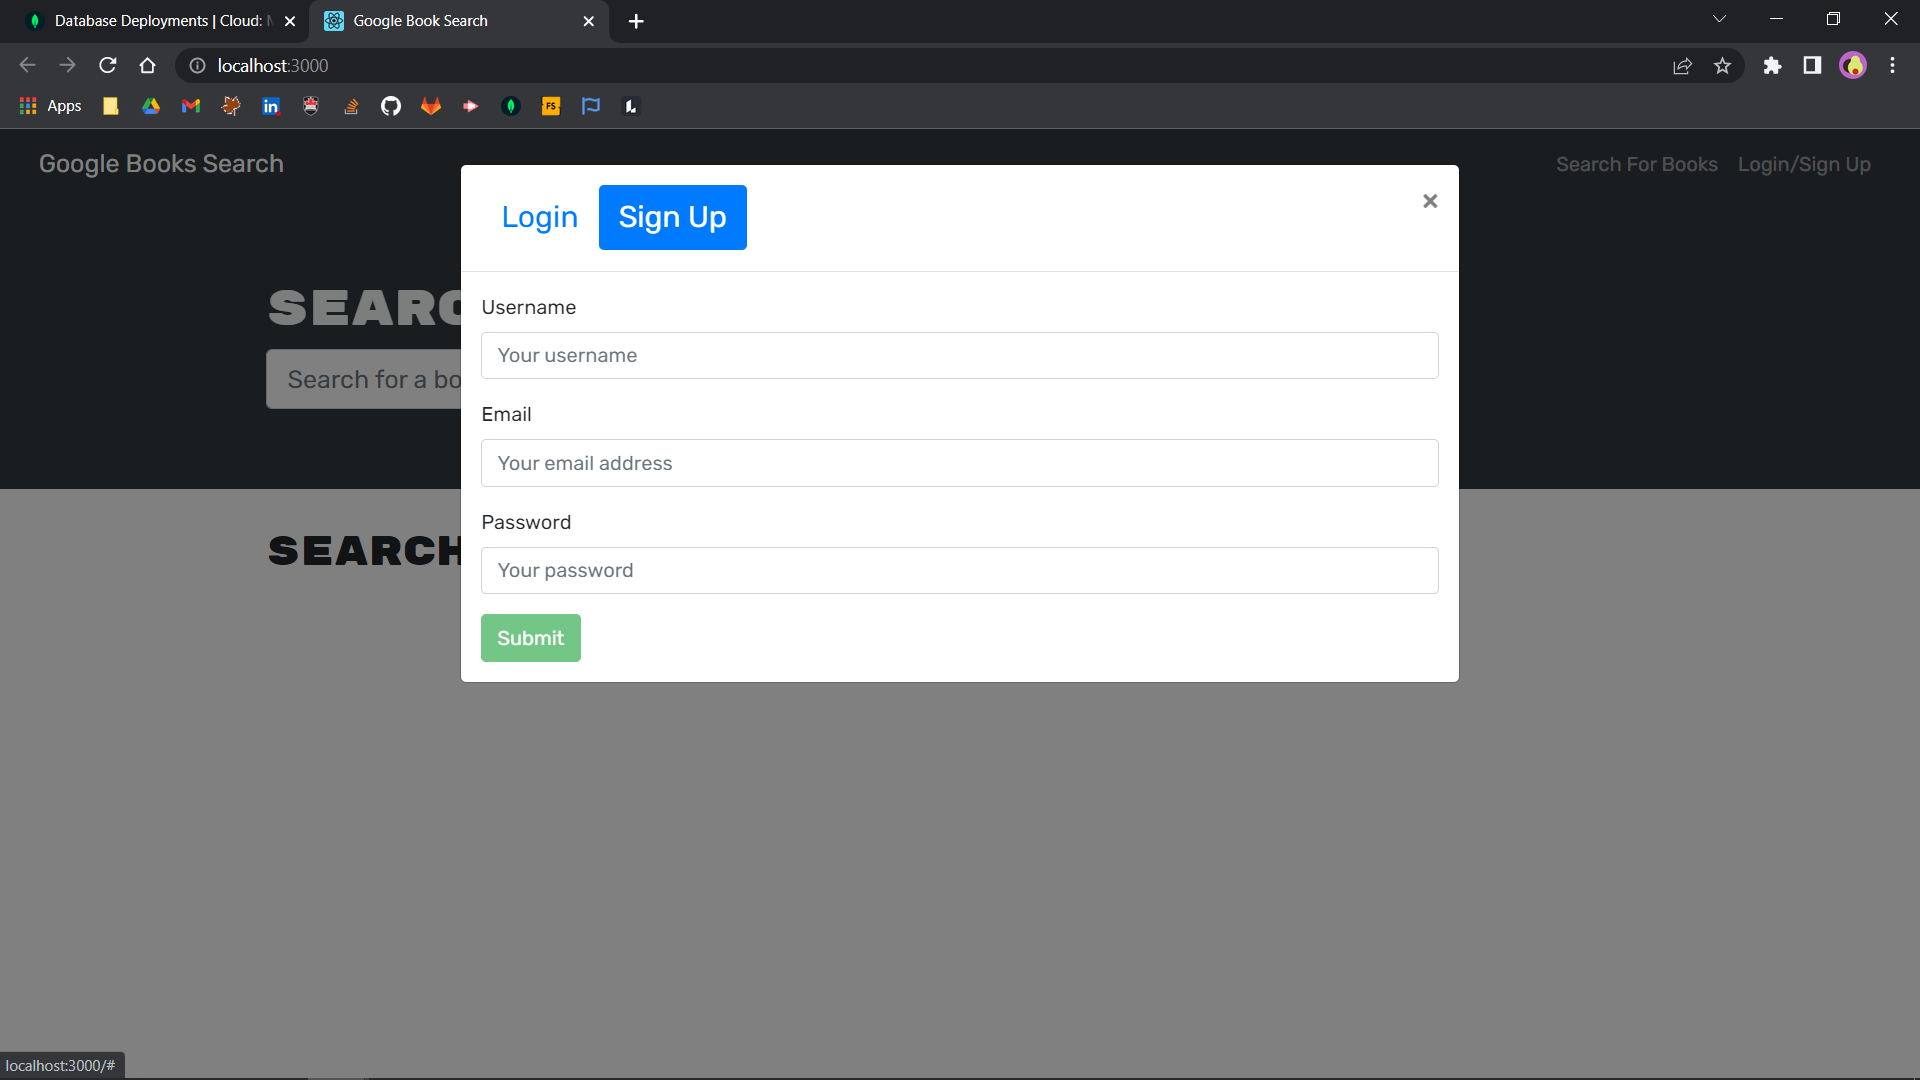 Database Deployments | Cloud:
Google Book Search
localhost:3000
Apps
FS
Google Books Search
Search For Books
Login/Sign Up
Login
Sign Up
×
SEARC
Search for a bo
Username
Your username
Email
Your email address
Password
Your password
SEARCH
Submit
localhost:3000/#